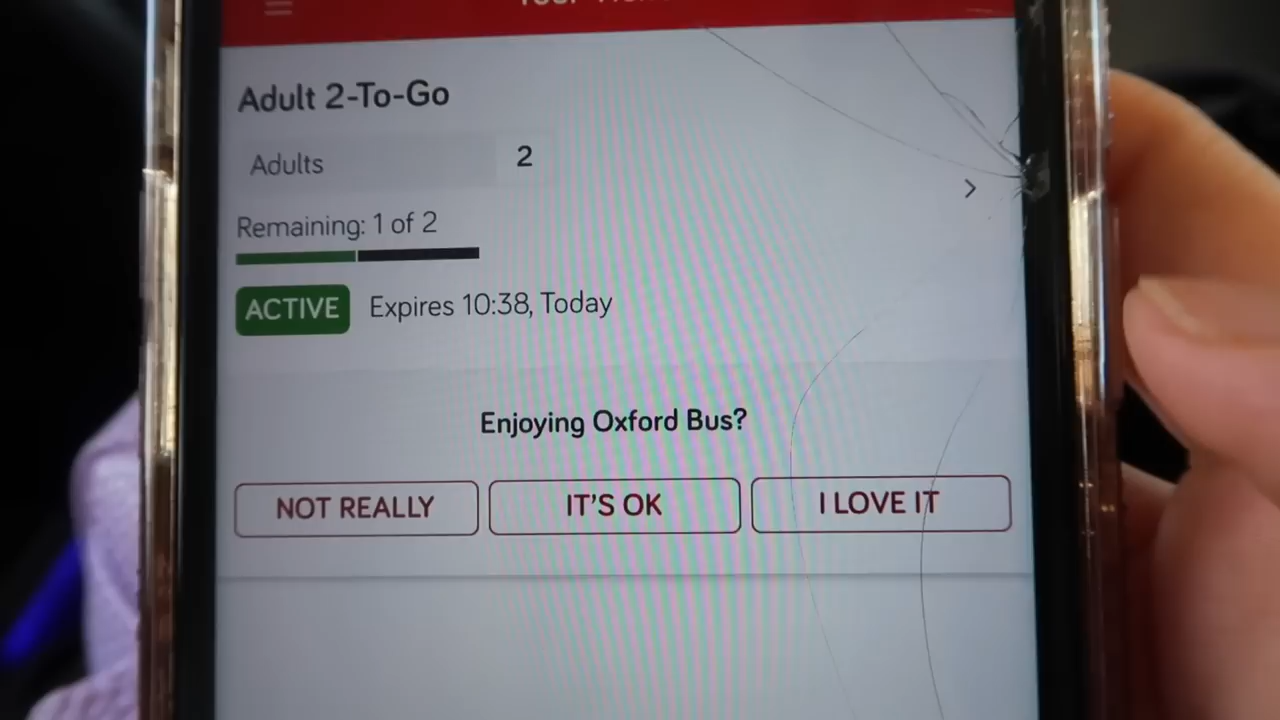 Adult 2-To-Go
Adults 2
Remaining: 1 of 2
ACTIVE Expires 10:38, Today
Enjoying Oxford Bus?
NOT REALLY IT'S OK I LOVE IT